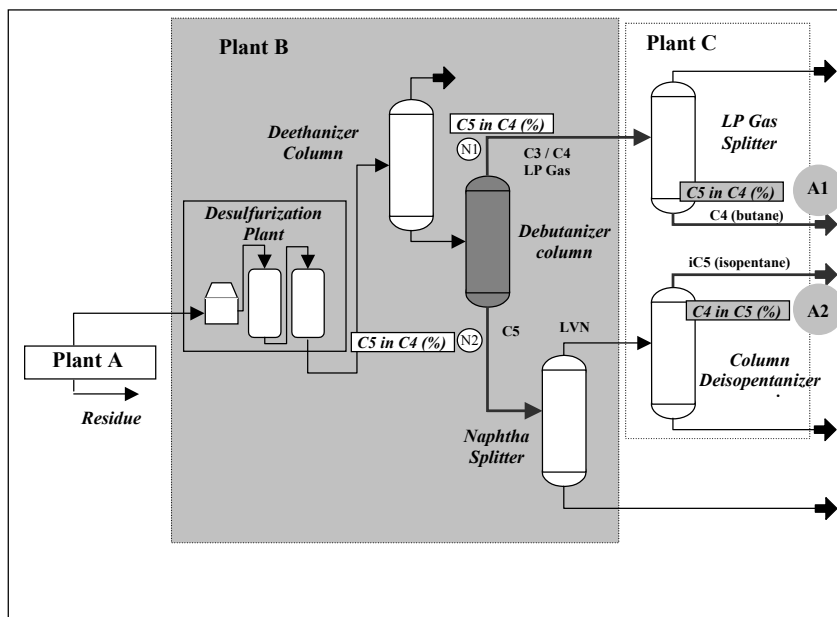 Plant B
Plant C
Deethanizer
Column
C5 in C4 (%)
N1
C3 / C4
LP Gas
LP Gas
Splitter
C5 in C4 (%)
A1
C4 (butane)
Desulfurization
Plant
Debutanizer
column
iC5 (isopentane)
C4 in C5 (%)
A2
C5 in C4 (%)
N2
C5
LVN
Plant A
Residue
Column
Deisopentanizer
Naphtha
Splitter